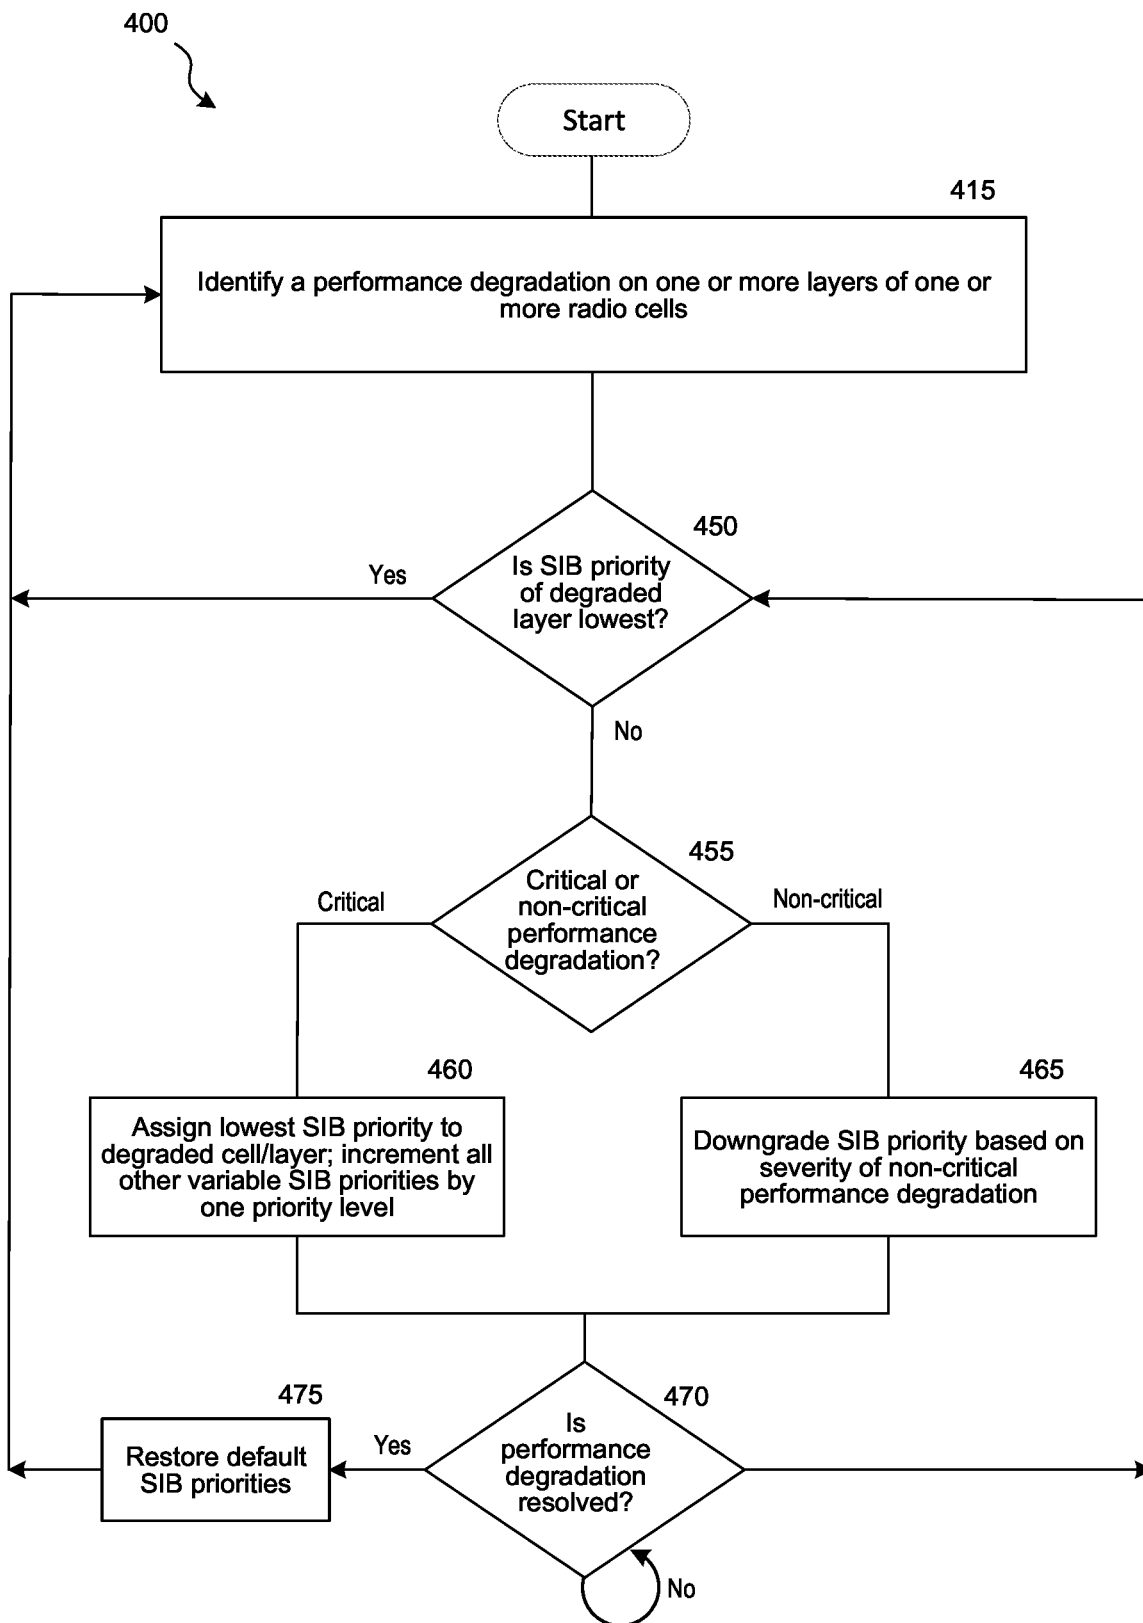 400
Start
415
Identify a performance degradation on one or more layers of one or
more radio cells
450
Is SIB priority
of degraded
layer lowest?
Yes
No
455
Critical or
non-critical
performance
degradation?
Critical
Non-critical
460
Assign lowest SIB priority to
degraded cell/layer; increment all
other variable SIB priorities by
one priority level
465
Downgrade SIB priority based on
severity of non-critical
performance degradation
470
Is
performance
degradation
resolved?
Yes
475
Restore default
SIB priorities
No